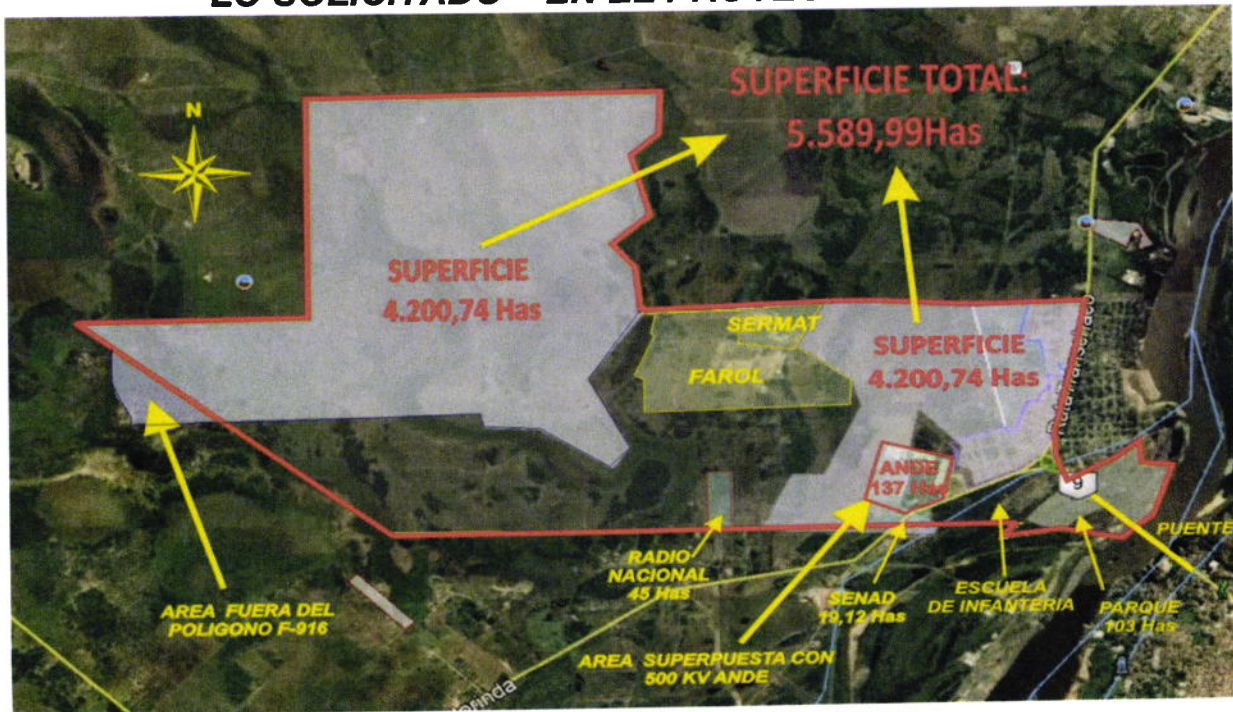 N
SUPERFICIE TOTAL:
5.589,99Has
SUPERFICIE
4.200,74 Has
SERMAT
FAROL
SUPERFICIE
4.200,74 Has
ANDE
137 Has
9
PUENTE
RADIO
NACIONAL
45 Has
SENAD
19,12 Has
ESCUELA
DE INFANTERIA
PARQUE
103 Has
AREA FUERA DEL
POLIGONO F-916
AREA SUPERPUESTA CON
500 KV ANDE